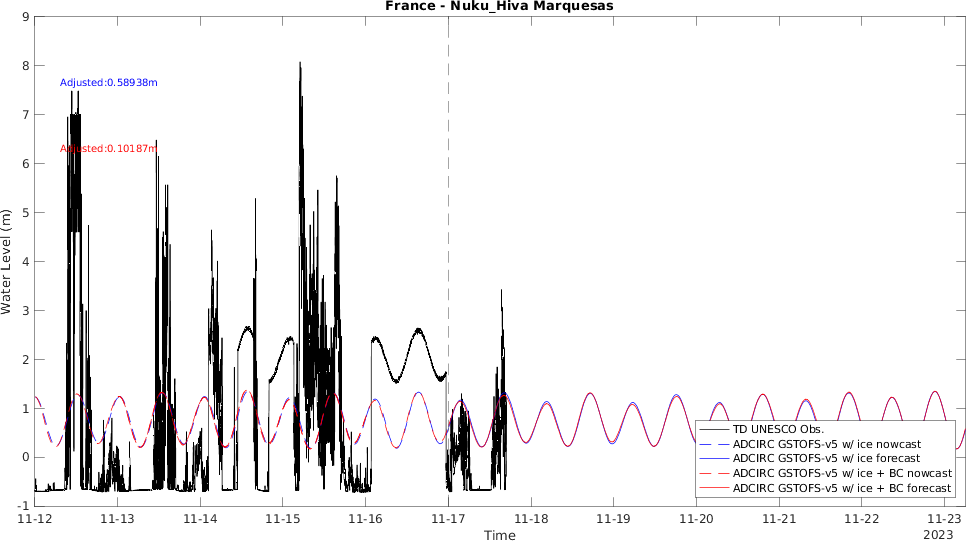 France - Nuku_Hiva Marquesas
9
8
7
6
5
4
3
2
1
0
-1
Water Level (m)
Adjusted:0.58938m
Adjusted:0.10187m
TD UNESCO Obs.
ADCIRC GSTOFS-v5 w/ ice nowcast
ADCIRC GSTOFS-v5 w/ ice forecast
ADCIRC GSTOFS-v5 w/ ice + BC nowcast
ADCIRC GSTOFS-v5 w/ ice + BC forecast
11-12 11-13 11-14 11-15 11-16 11-17 11-18 11-19 11-20 11-21 11-22 11-23
Time
2023